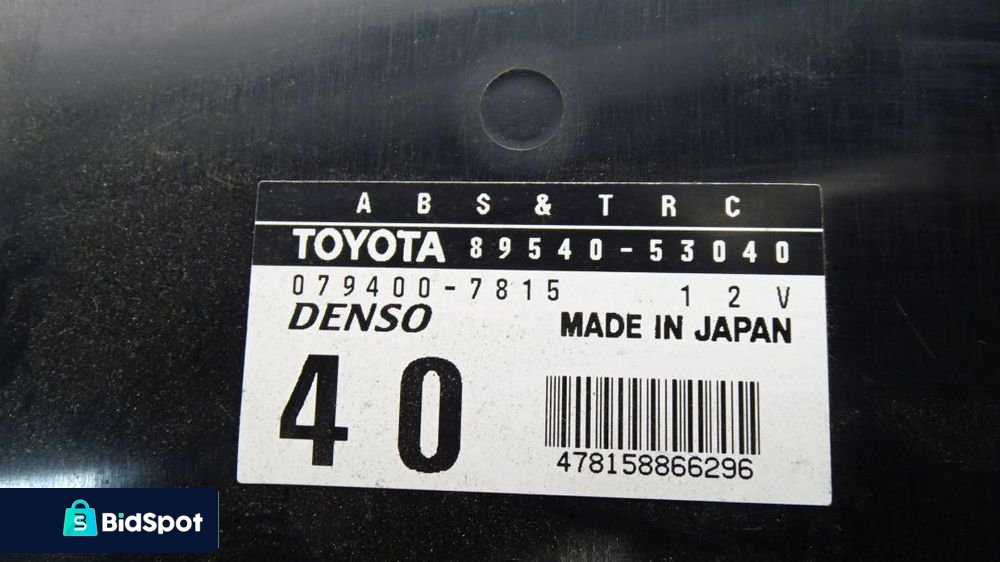 ABS & TRC
TOYOTA 89540-53040
079400-7815 12V
DENSO MADE IN JAPAN
40
478158866296
BidSpot